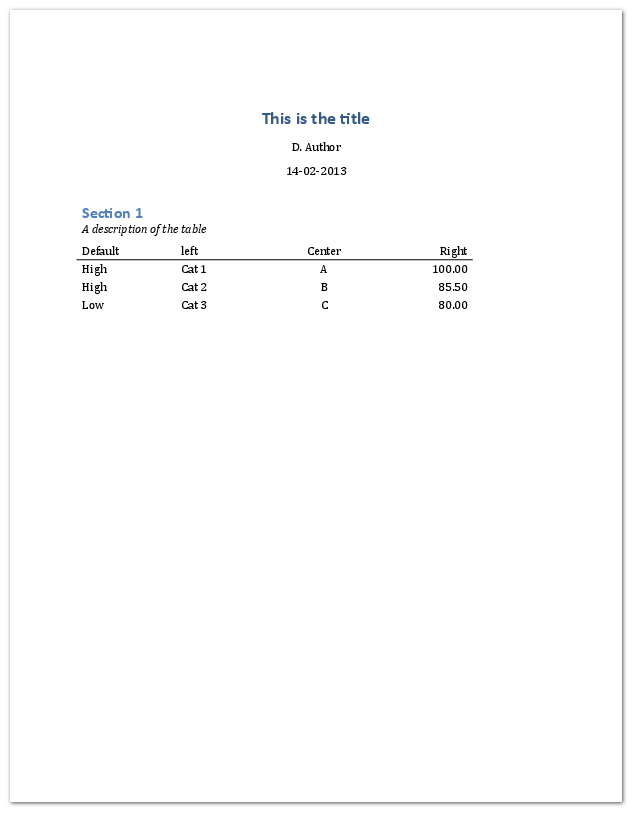 This is the title
D. Author
14-02-2013
Section 1
A description of the table
Default left Center Right
High Cat 1 A 100.00
High Cat 2 B 85.50
Low Cat 3 C 80.00